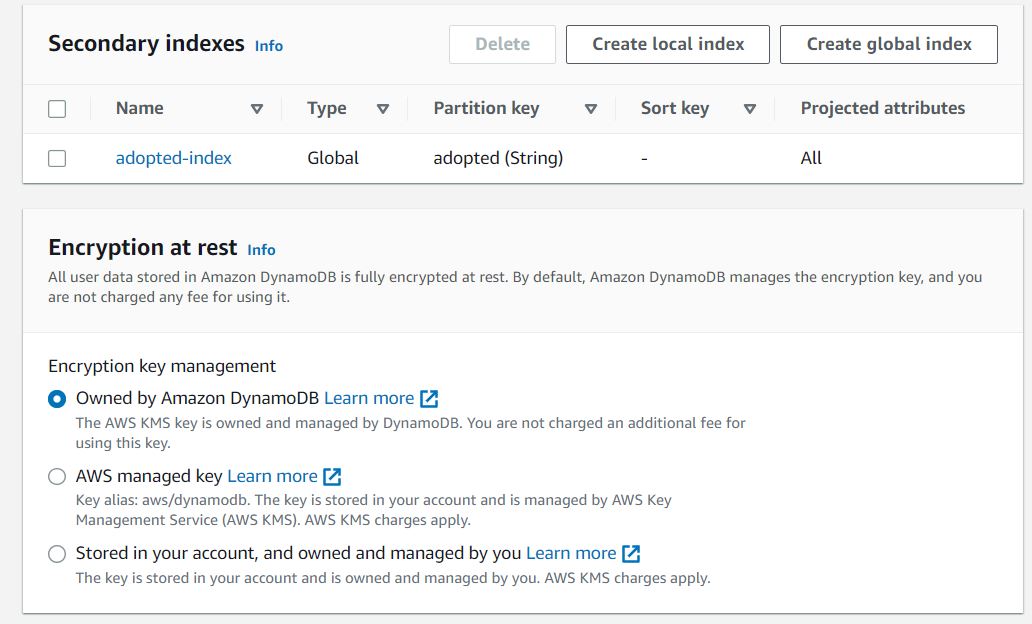 Secondary indexes Info Delete Create local index Create global index
Name Type Partition key Sort key Projected attributes
adopted-index Global adopted (String) - All
Encryption at rest Info
All user data stored in Amazon DynamoDB is fully encrypted at rest. By default, Amazon DynamoDB manages the encryption key, and you
are not charged any fee for using it.
Encryption key management
Owned by Amazon DynamoDB Learn more
The AWS KMS key is owned and managed by DynamoDB. You are not charged an additional fee for
using this key.
AWS managed key Learn more
Key alias: aws/dynamodb. The key is stored in your account and is managed by AWS Key
Management Service (AWS KMS). AWS KMS charges apply.
Stored in your account, and owned and managed by you Learn more
The key is stored in your account and is owned and managed by you. AWS KMS charges apply.